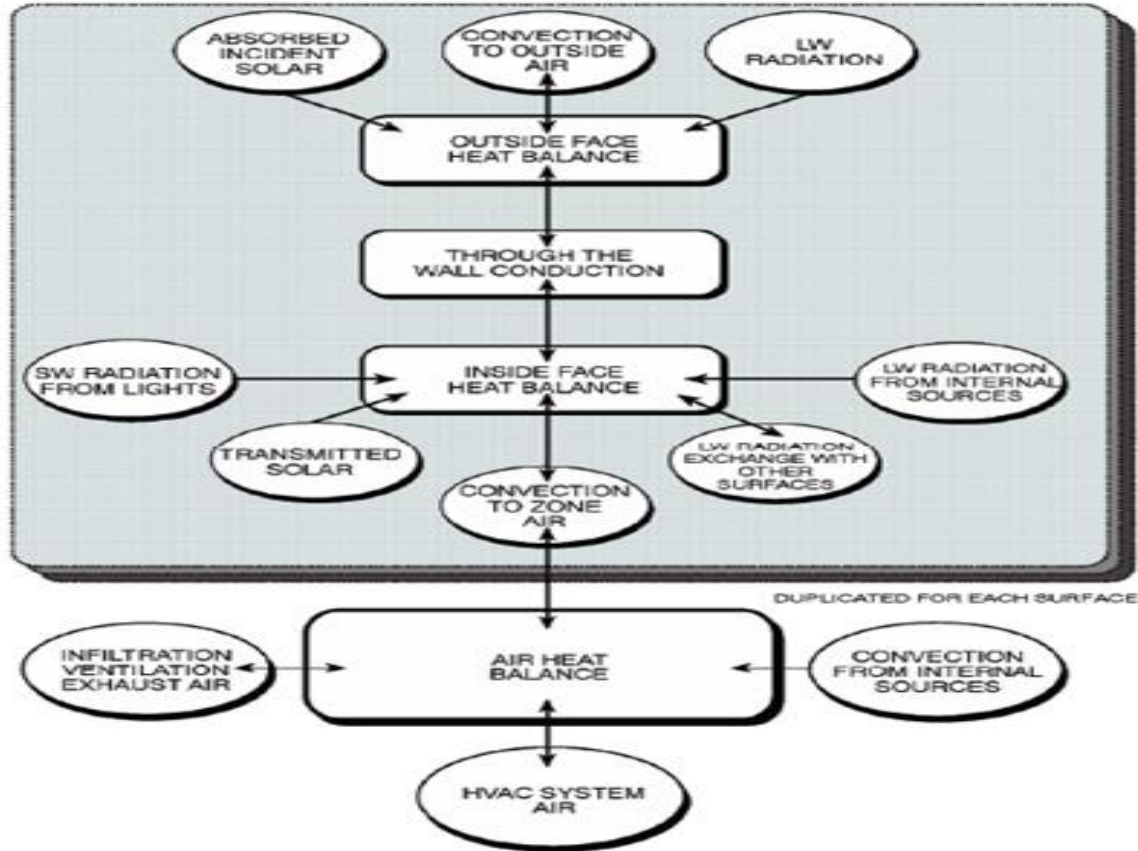 ABSORBED
INCIDENT
SOLAR
CONVECTION
TO OUTSIDE
AIR
LW
RADIATION
OUTSIDE FACE
HEAT BALANCE
THROUGH THE
WALL CONDUCTION
SW RADIATION
FROM LIGHTS
INSIDE FACE
HEAT BALANCE
LW RADIATION
FROM INTERNAL
SOURCES
TRANSMITTED
SOLAR
LW RADIATION
EXCHANGE WITH
OTHER
SURFACES
CONVECTION
TO ZONE
AIR
DUPLICATED FOR EACH SURFACE
INFILTRATION
VENTILATION
EXHAUST AIR
AIR HEAT
BALANCE
CONVECTION
FROM INTERNAL
SOURCES
HVAC SYSTEM
AIR